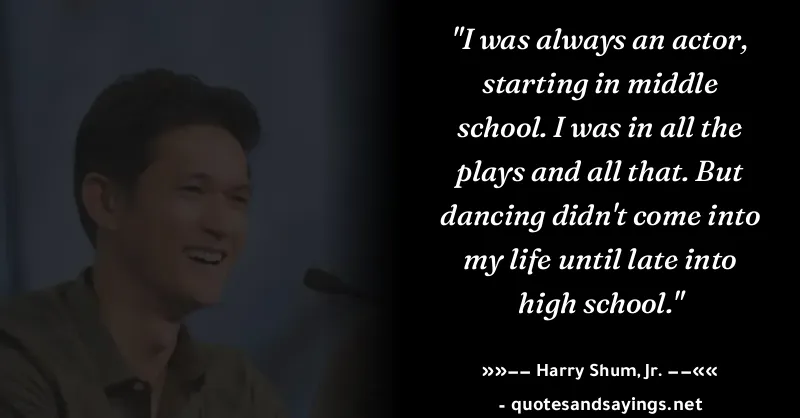 "I was always an actor,
starting in middle
school. I was in all the
plays and all that. But
dancing didn't come into
my life until late into
high school."
»»-- Harry Shum, Jr. --««
- quotesandsayings.net